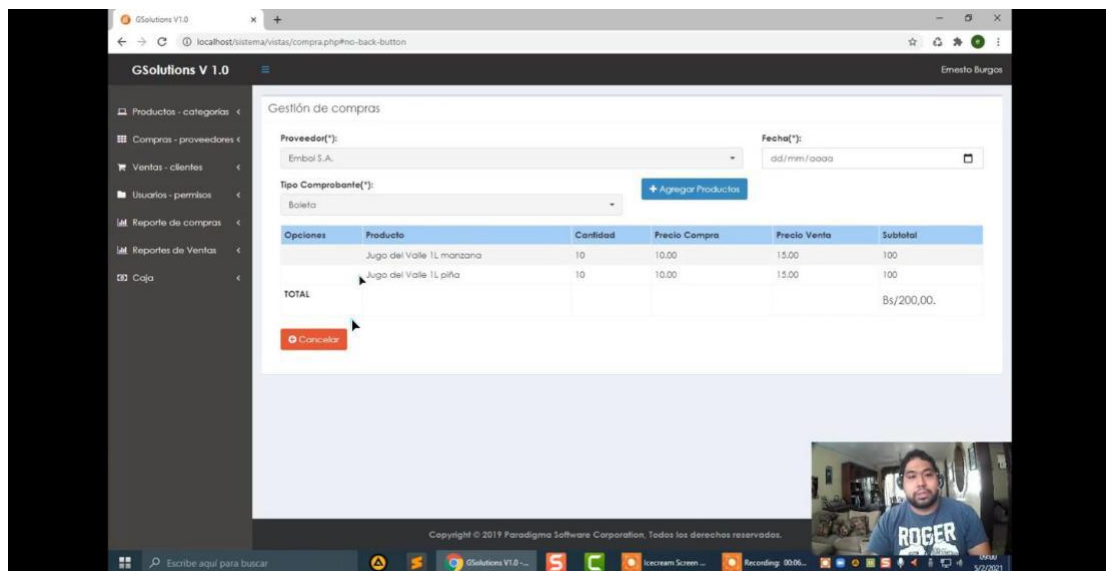 GSolutions V1.0
localhost/sistema/vistas/compra.php#no-back-button
GSolutions V 1.0
Ernesto Burgos
Productos - categorías
Compras - proveedores
Ventas - clientes
Usuarios - permisos
Reporte de compras
Reportes de Ventas
Caja
Gestión de compras
Proveedor(*):
Fecha(*):
Embol S.A.
dd/mm/aaaa
Tipo Comprobante(*):
Agregar Productos
Boleta
Opciones Producto Cantidad Precio Compra Precio Venta Subtotal
Jugo del Valle 1L manzana 10 10.00 15.00 100
Jugo del Valle 1L piña 10 10.00 15.00 100
TOTAL Bs/200,00.
Cancelar
ROGER
Copyright © 2019 Paradigma Software Corporation, Todos los derechos reservados.
Escribe aquí para buscar
GSolutions V1.0 -...
Icecream Screen ...
Recording: 00:06...
09:00
5/2/2021